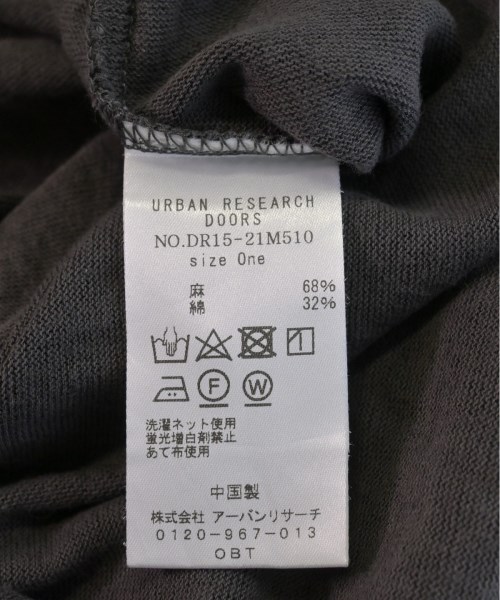 URBAN RESEARCH
DOORS
NO.DR15-21M510
size One
麻 68%
綿 32%
F W
洗濯ネット使用
蛍光増白剤禁止
あて布使用
中国製
株式会社 アーバンリサーチ
0120-967-013
OBT